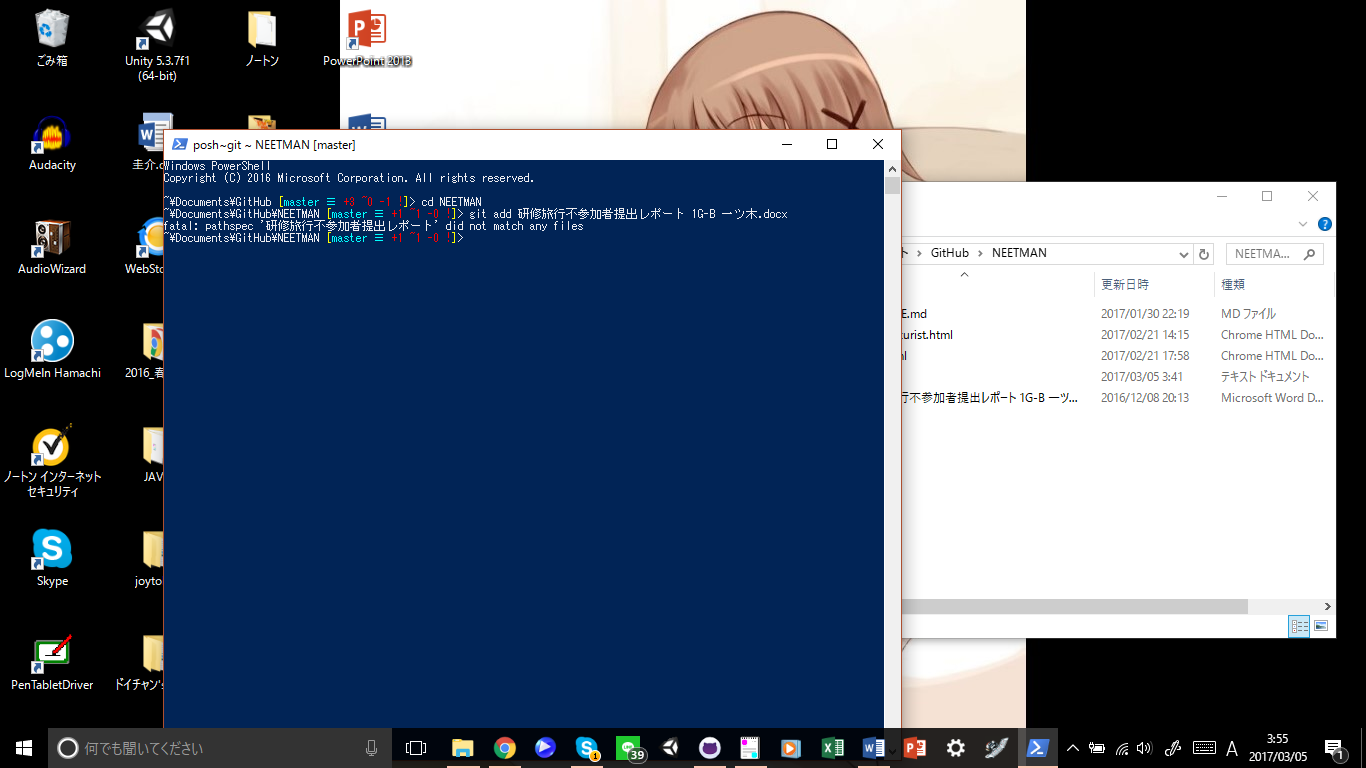 ごみ箱
Unity 5.3.7f1
(64-bit)
ノートン
PowerPoint 2013
Audacity
圭介.d
AudioWizard
WebSto
LogMeIn Hamachi
2016_春
ノートン インターネット
セキュリティ
JAV
Skype
joyto
PenTabletDriver
ドイチャン's
posh~git ~ NEETMAN [master]
Windows PowerShell
Copyright (C) 2016 Microsoft Corporation. All rights reserved.
~¥Documents¥GitHub [master ≡ +3 ~0 -1 !]> cd NEETMAN
~¥Documents¥GitHub¥NEETMAN [master ≡ +1 ~1 -0 !]> git add 研修旅行不参加者提出レポート 1G-B 一ツ木.docx
fatal: pathspec '研修旅行不参加者提出レポート' did not match any files
~¥Documents¥GitHub¥NEETMAN [master ≡ +1 ~1 -0 !]>
ト › GitHub › NEETMAN
NEETMA...
更新日時 種類
E.md 2017/01/30 22:19 MD ファイル
turist.html 2017/02/21 14:15 Chrome HTML Do...
ml 2017/02/21 17:58 Chrome HTML Do...
2017/03/05 3:41 テキスト ドキュメント
行不参加者提出レポート 1G-B 一ツ... 2016/12/08 20:13 Microsoft Word D...
何でも聞いてください
1
39
A
3:55
2017/03/05
1